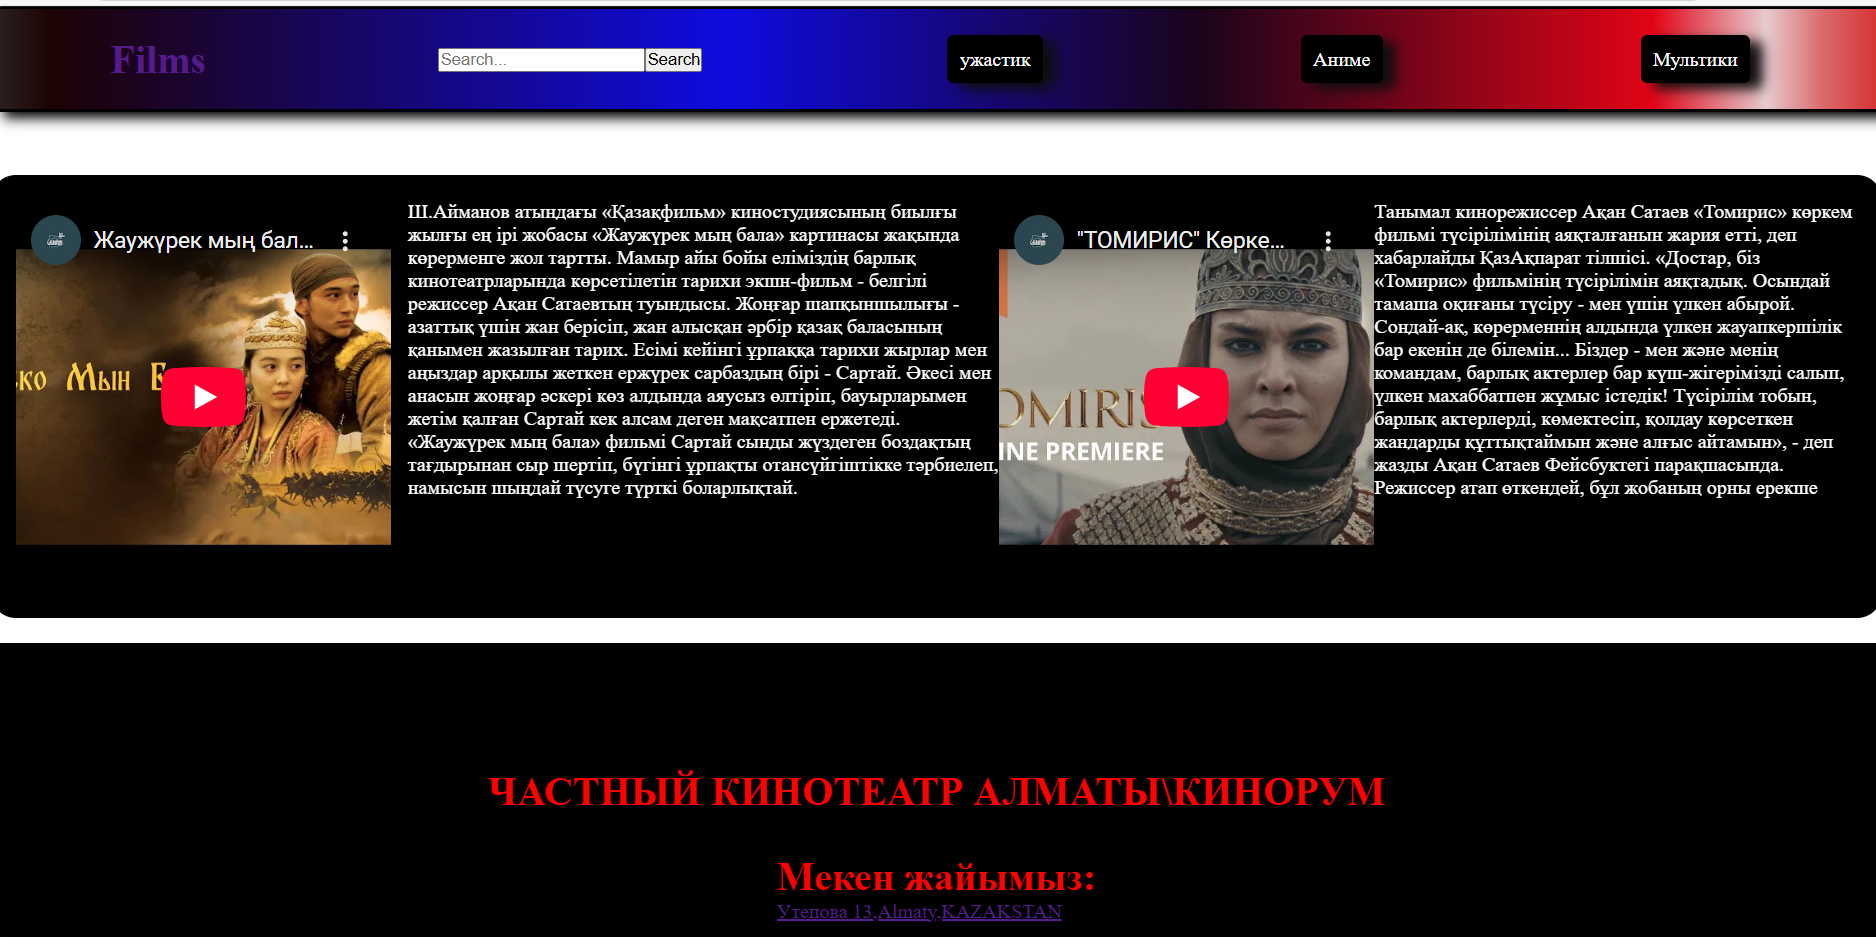 Films
Search...
Search
ужастик
Аниме
Мультики
Жаужүрек мың бал...
ко Мын Б
Ш.Айманов атындағы «Қазақфильм» киностудиясының биылғы
жылғы ең ірі жобасы «Жаужүрек мың бала» картинасы жақында
көрерменге жол тартты. Мамыр айы бойы еліміздің барлық
кинотеатрларында көрсетілетін тарихи экшн-фильм - белгілі
режиссер Ақан Сатаевтың туындысы. Жоңғар шапқыншылығы -
азаттық үшін жан берісіп, жан алысқан әрбір қазақ баласының
қанымен жазылған тарих. Есімі кейінгі ұрпаққа тарихи жырлар мен
аңыздар арқылы жеткен ержүрек сарбаздың бірі - Сартай. Әкесі мен
анасын жоңғар әскері көз алдында аяусыз өлтіріп, бауырларымен
жетім қалған Сартай кек алсам деген мақсатпен ержетеді.
«Жаужүрек мың бала» фильмі Сартай сынды жүздеген боздақтың
тағдырынан сыр шертіп, бүгінгі ұрпақты отансүйгіштікке тәрбиелеп,
намысын шыңдай түсуге түрткі боларлықтай.
"ТОМИРИС" Көрке...
OMIRIS
INE PREMIERE
Танымал кинорежиссер Ақан Сатаев «Томирис» көркем
фильмі түсірілімінің аяқталғанын жария етті, деп
хабарлайды ҚазАқпарат тілшісі. «Достар, біз
«Томирис» фильмінің түсірілімін аяқтадық. Осындай
тамаша оқиғаны түсіру - мен үшін үлкен абырой.
Сондай-ақ, көрерменнің алдында үлкен жауапкершілік
бар екенін де білемін... Біздер - мен және менің
командам, барлық актерлер бар күш-жігерімізді салып,
үлкен махаббатпен жұмыс істедік! Түсірілім тобын,
барлық актерлерді, көмектесіп, қолдау көрсеткен
жандарды құттықтаймын және алғыс айтамын», - деп
жазды Ақан Сатаев Фейсбуктегі парақшасында.
Режиссер атап өткендей, бұл жобаның орны ерекше
ЧАСТНЫЙ КИНОТЕАТР АЛМАТЫ\КИНОРУМ
Мекен жайымыз:
Утепова 13,Almaty,KAZAKSTAN